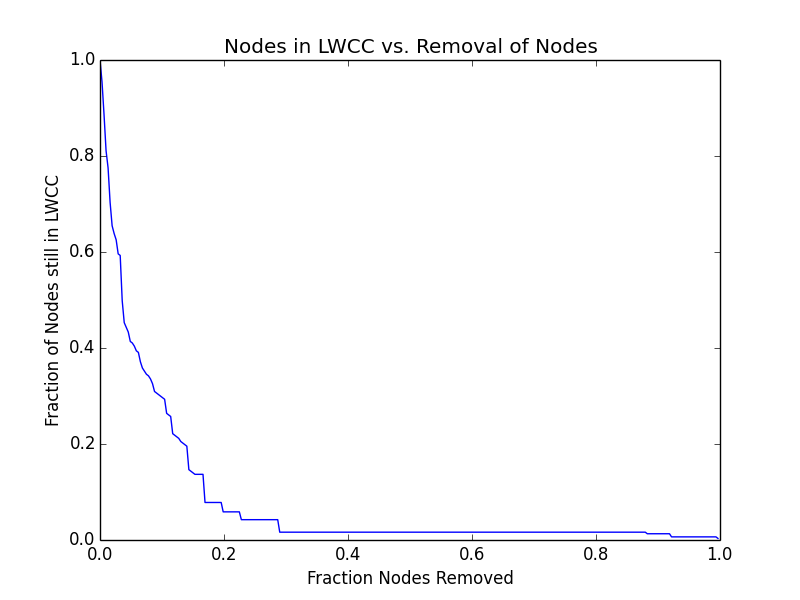 Nodes in LWCC vs. Removal of Nodes
1.0
0.8
0.6
0.4
0.2
0.0
Fraction of Nodes still in LWCC
0.0 0.2 0.4 0.6 0.8 1.0
Fraction Nodes Removed